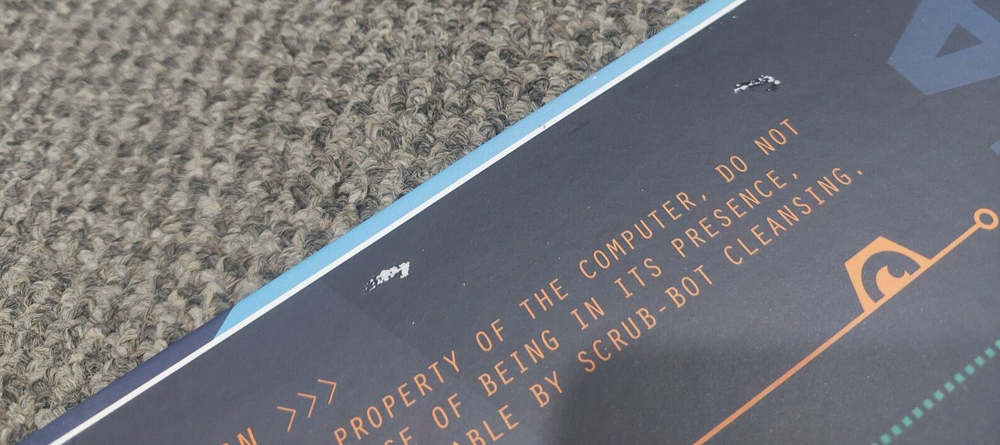 >>>
PROPERTY OF THE COMPUTER, DO NOT
OF BEING IN ITS PRESENCE,
BY SCRUB-BOT CLEANSING.